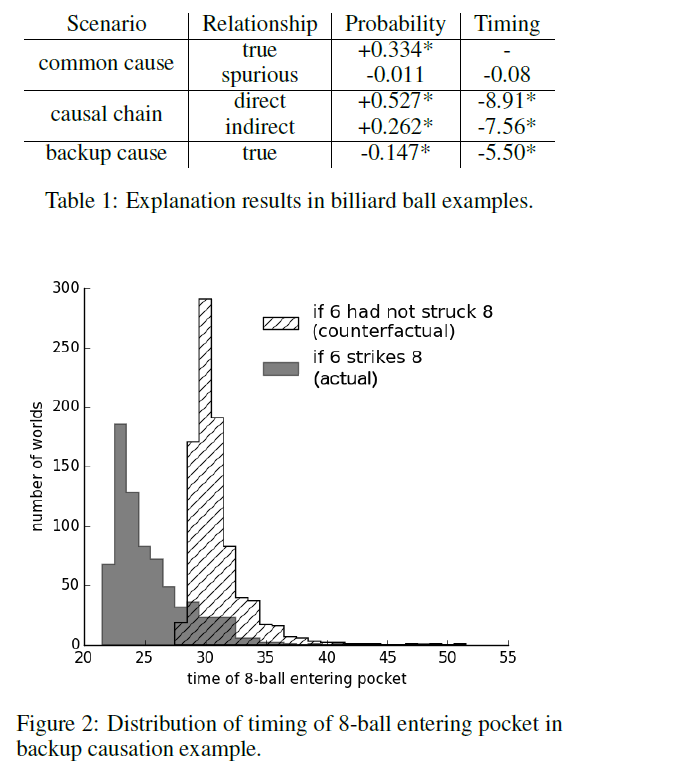 Scenario Relationship Probability Timing
common cause true +0.334* -
spurious -0.011 -0.08
causal chain direct +0.527* -8.91*
indirect +0.262* -7.56*
backup cause true -0.147* -5.50*
Table 1: Explanation results in billiard ball examples.
300
250
200
150
100
50
0
number of worlds
if 6 had not struck 8
(counterfactual)
if 6 strikes 8
(actual)
20 25 30 35 40 45 50 55
time of 8-ball entering pocket
Figure 2: Distribution of timing of 8-ball entering pocket in
backup causation example.